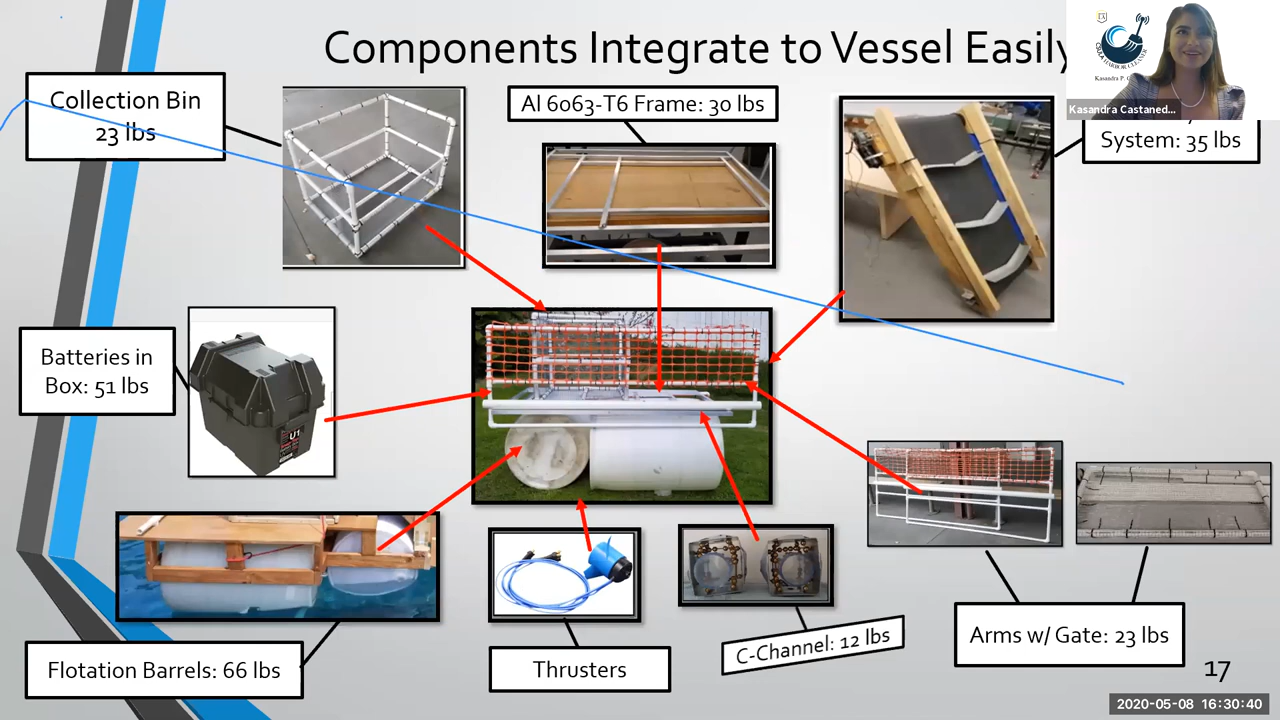 Components Integrate to Vessel Easily
Collection Bin
23 lbs
Al 6063-T6 Frame: 30 lbs
Kasandra P.
Kasandra Castaned...
System: 35 lbs
Batteries in
Box: 51 lbs
U1
Flotation Barrels: 66 lbs
Thrusters
C-Channel: 12 lbs
Arms w/ Gate: 23 lbs
17
2020-05-08 16:30:40